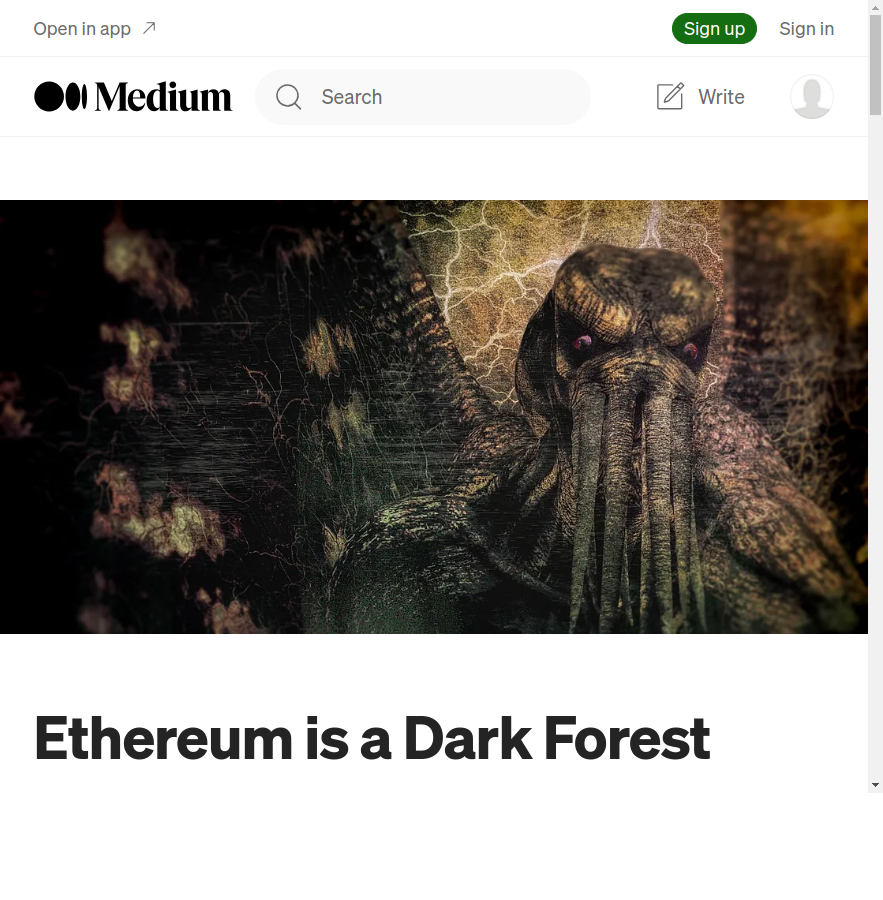 Open in app
Sign up
Sign in
Medium
Search
Write
Ethereum is a Dark Forest